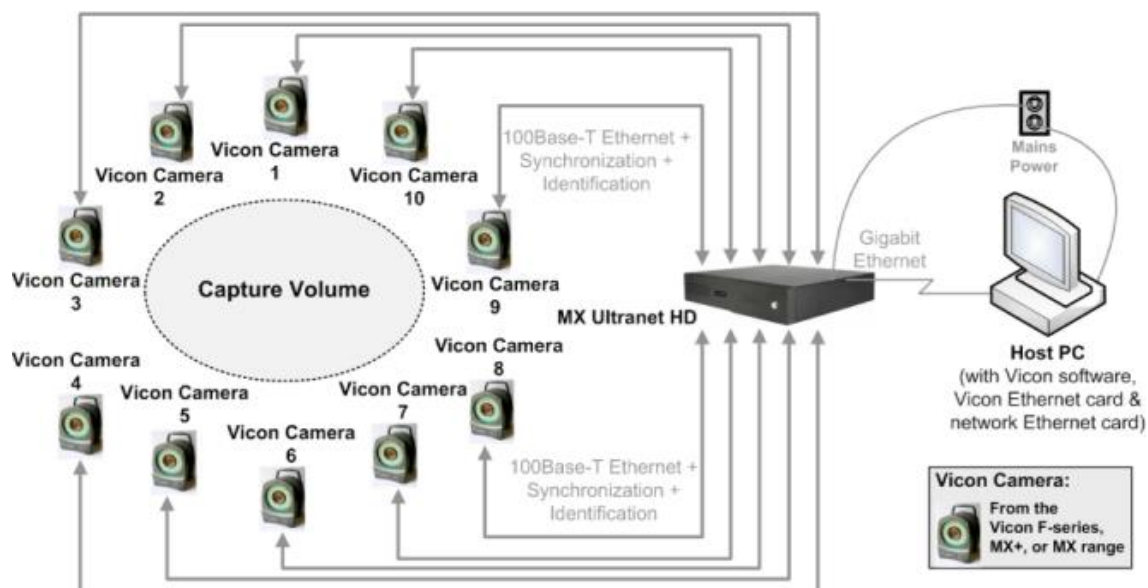 Vicon Camera
1
Vicon Camera
2
Vicon Camera
10
Vicon Camera
3
Vicon Camera
9
100Base-T Ethernet +
Synchronization +
Identification
Capture Volume
MX Ultranet HD
Gigabit
Ethernet
Mains
Power
Host PC
(with Vicon software,
Vicon Ethernet card &
network Ethernet card)
Vicon Camera
4
Vicon Camera
5
Vicon Camera
6
Vicon Camera
7
Vicon Camera
8
100Base-T Ethernet +
Synchronization +
Identification
Vicon Camera:
From the
Vicon F-series,
MX+, or MX range